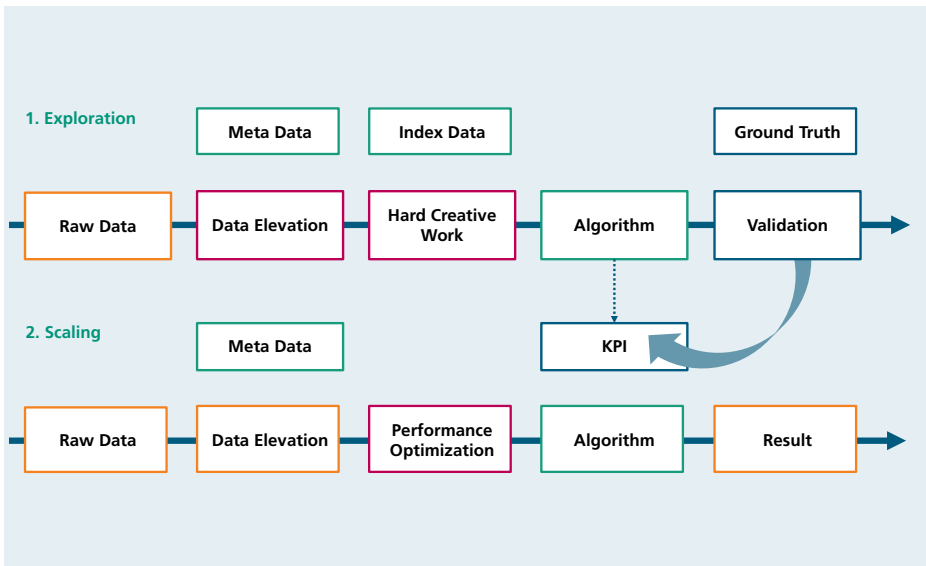 1. Exploration
Meta Data
Index Data
Ground Truth
Raw Data
Data Elevation
Hard Creative
Work
Algorithm
Validation
2. Scaling
Meta Data
KPI
Raw Data
Data Elevation
Performance
Optimization
Algorithm
Result